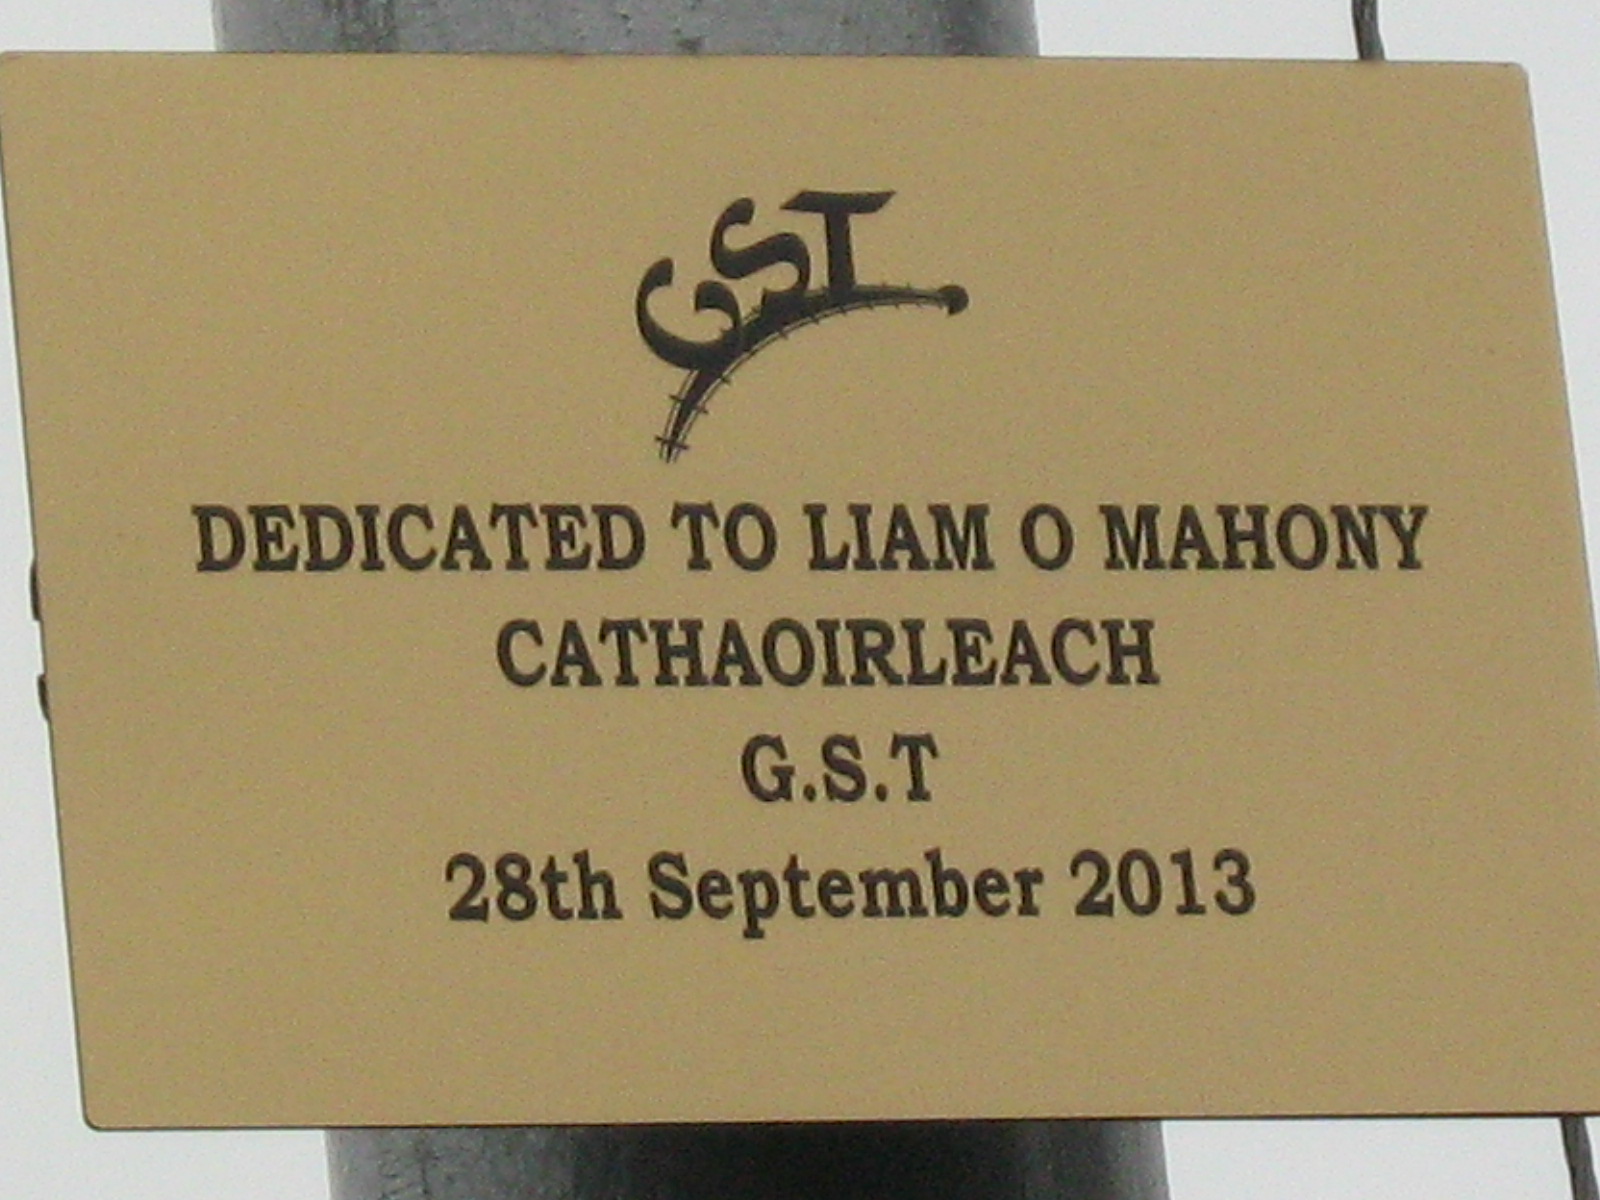 GST
DEDICATED TO LIAM O MAHONY
CATHAOIRLEACH
G.S.T
28th September 2013